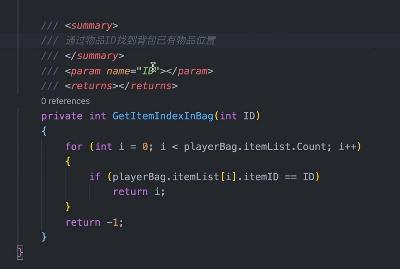 /// <summary>
/// 通过物品ID找到背包已有物品位置
/// </summary>
/// <param name="ID"></param>
/// <returns></returns>
0 references
private int GetItemIndexInBag(int ID)
{
for (int i = 0; i < playerBag.itemList.Count; i++)
{
if (playerBag.itemList[i].itemID == ID)
return i;
}
return -1;
}
}